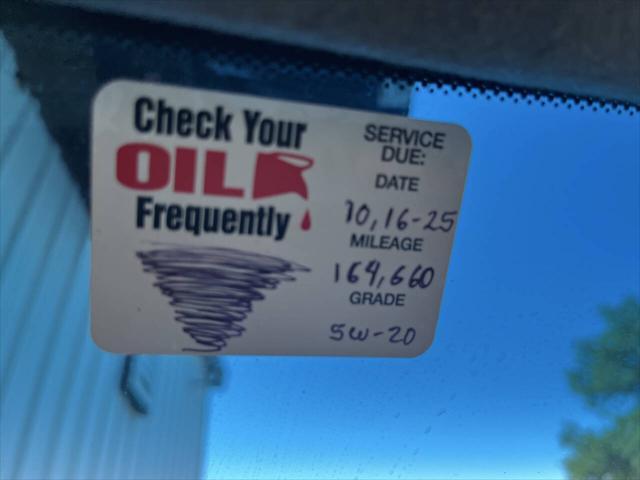 Check Your
OIL
Frequently
SERVICE
DUE:
DATE
10,16-25
MILEAGE
164,660
GRADE
5W-20